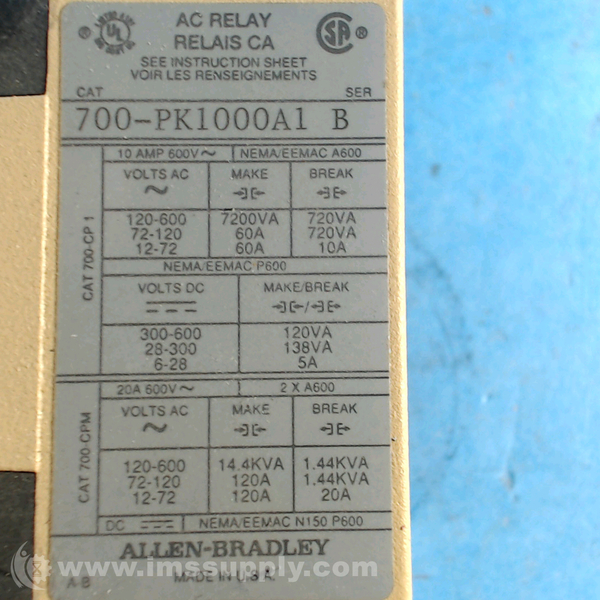 AC RELAY
RELAIS CA
SEE INSTRUCTION SHEET
VOIR LES RENSEIGNEMENTS
CAT SER
700-PK1000A1 B
10 AMP 600V~ NEMA/EEMAC A600
VOLTS AC MAKE BREAK
120-600 7200VA 720VA
72-120 60A 720VA
12-72 60A 10A
CAT 700-CP1
NEMA/EEMAC P600
VOLTS DC MAKE/BREAK
300-600 120VA
28-300 138VA
6-28 5A
20A 600V~ 2 X A600
VOLTS AC MAKE BREAK
120-600 14.4KVA 1.44KVA
72-120 120A 1.44KVA
12-72 120A 20A
CAT 700-CPM
DC NEMA/EEMAC N150 P600
ALLEN-BRADLEY
© www.imssupply.com
A-B MADE IN U.S.A.